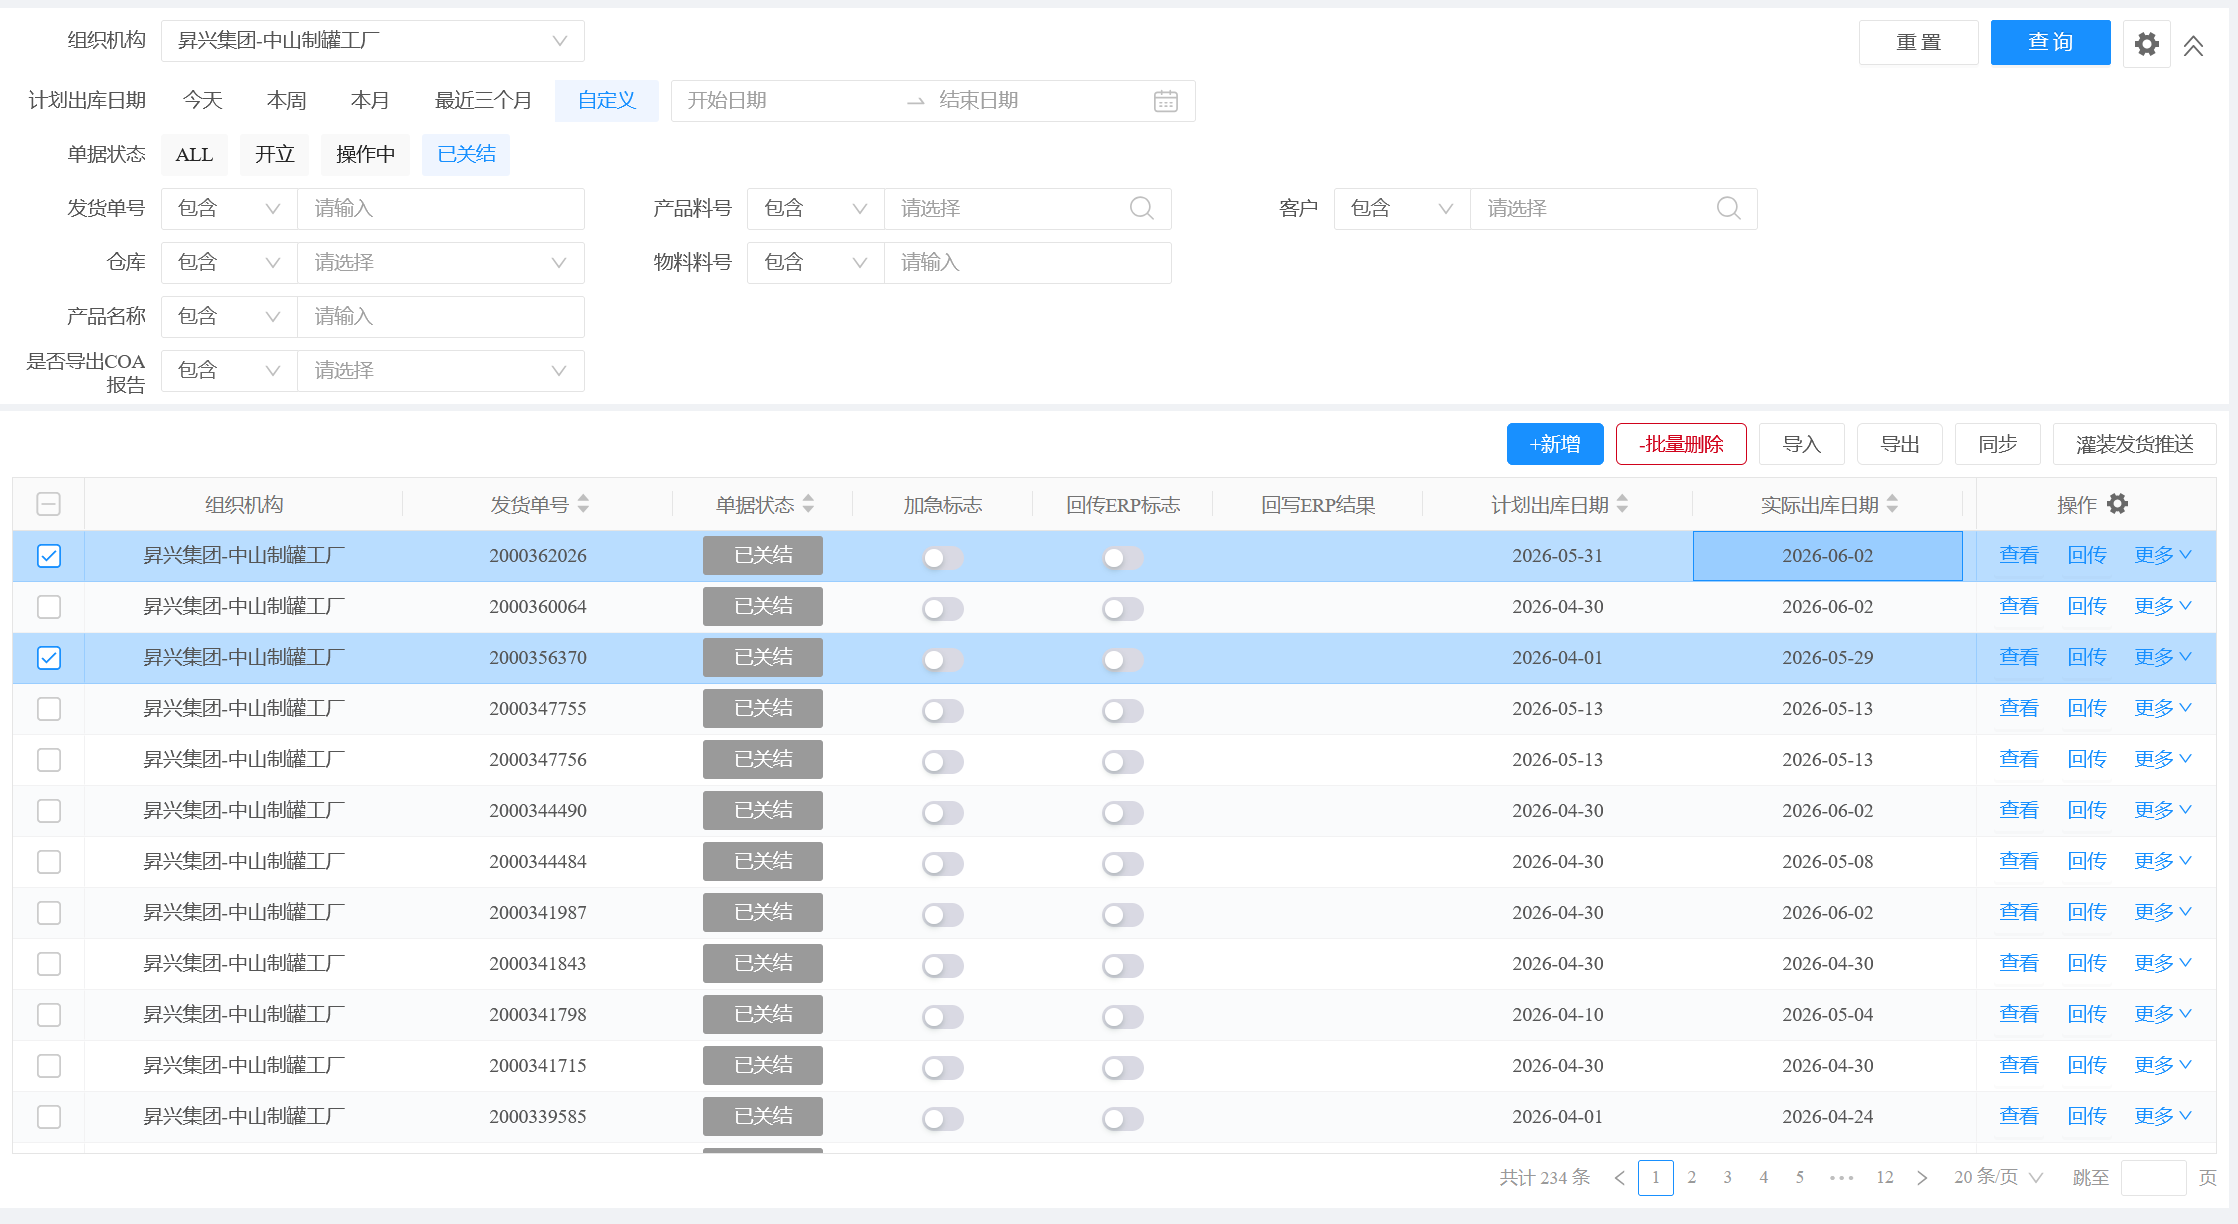 组织机构 昇兴集团-中山制罐工厂 重置 查询
计划出库日期 今天 本周 本月 最近三个月 自定义 开始日期 结束日期
单据状态 ALL 开立 操作中 已关结
发货单号 包含 请输入 产品料号 包含 请选择 客户 包含 请选择
仓库 包含 请选择 物料料号 包含 请输入
产品名称 包含 请输入
是否导出COA
报告 包含 请选择
+新增 -批量删除 导入 导出 同步 灌装发货推送
组织机构 发货单号 单据状态 加急标志 回传ERP标志 回写ERP结果 计划出库日期 实际出库日期 操作
昇兴集团-中山制罐工厂 2000362026 已关结 2026-05-31 2026-06-02 查看 回传 更多
昇兴集团-中山制罐工厂 2000360064 已关结 2026-04-30 2026-06-02 查看 回传 更多
昇兴集团-中山制罐工厂 2000356370 已关结 2026-04-01 2026-05-29 查看 回传 更多
昇兴集团-中山制罐工厂 2000347755 已关结 2026-05-13 2026-05-13 查看 回传 更多
昇兴集团-中山制罐工厂 2000347756 已关结 2026-05-13 2026-05-13 查看 回传 更多
昇兴集团-中山制罐工厂 2000344490 已关结 2026-04-30 2026-06-02 查看 回传 更多
昇兴集团-中山制罐工厂 2000344484 已关结 2026-04-30 2026-05-08 查看 回传 更多
昇兴集团-中山制罐工厂 2000341987 已关结 2026-04-30 2026-06-02 查看 回传 更多
昇兴集团-中山制罐工厂 2000341843 已关结 2026-04-30 2026-04-30 查看 回传 更多
昇兴集团-中山制罐工厂 2000341798 已关结 2026-04-10 2026-05-04 查看 回传 更多
昇兴集团-中山制罐工厂 2000341715 已关结 2026-04-30 2026-04-30 查看 回传 更多
昇兴集团-中山制罐工厂 2000339585 已关结 2026-04-01 2026-04-24 查看 回传 更多
共计 234 条 1 2 3 4 5 ••• 12 20 条/页 跳至 页